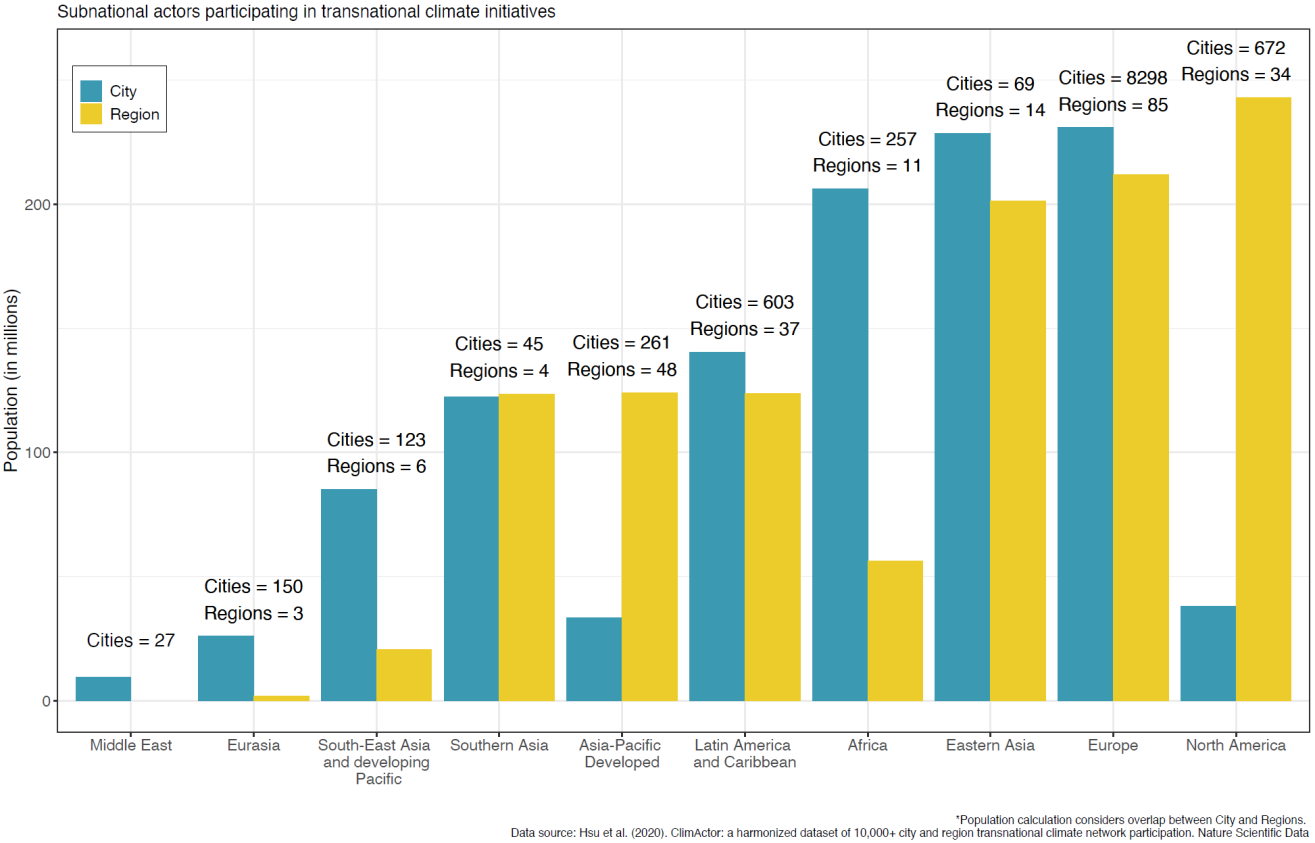 Subnational actors participating in transnational climate initiatives
City
Region
Population (in millions)
200
100
0
Cities = 27
Cities = 150
Regions = 3
Cities = 123
Regions = 6
Cities = 45
Regions = 4
Cities = 261
Regions = 48
Cities = 603
Regions = 37
Cities = 257
Regions = 11
Cities = 69
Regions = 14
Cities = 8298
Regions = 85
Cities = 672
Regions = 34
Middle East
Eurasia
South-East Asia
and developing
Pacific
Southern Asia
Asia-Pacific
Developed
Latin America
and Caribbean
Africa
Eastern Asia
Europe
North America
*Population calculation considers overlap between City and Regions.
Data source: Hsu et al. (2020). ClimActor: a harmonized dataset of 10,000+ city and region transnational climate network participation. Nature Scientific Data